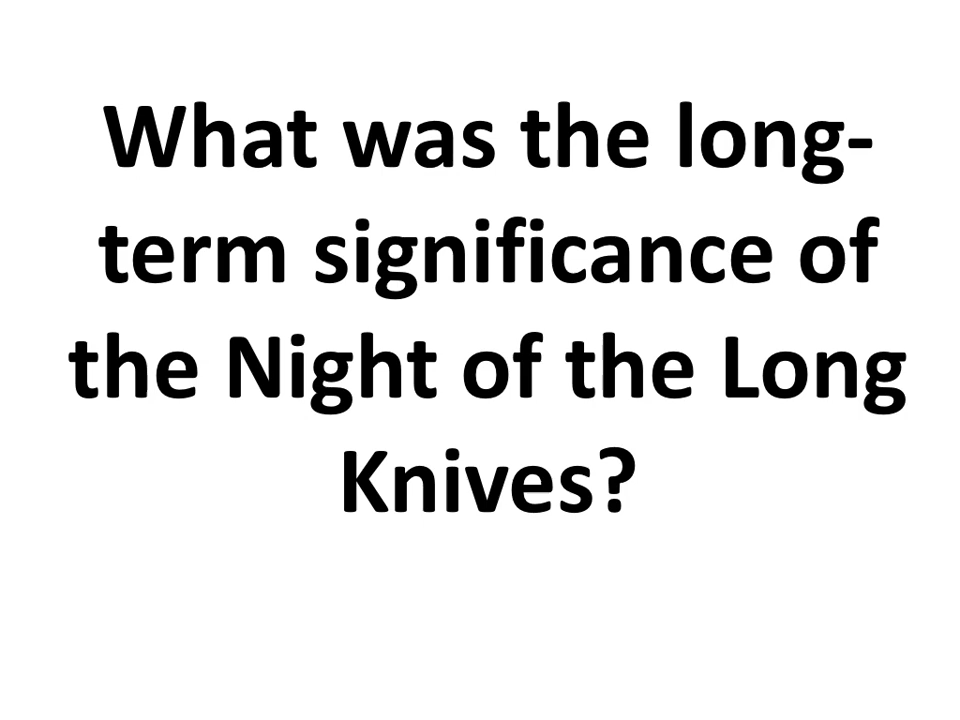 What was the long-
term significance of
the Night of the Long
Knives?